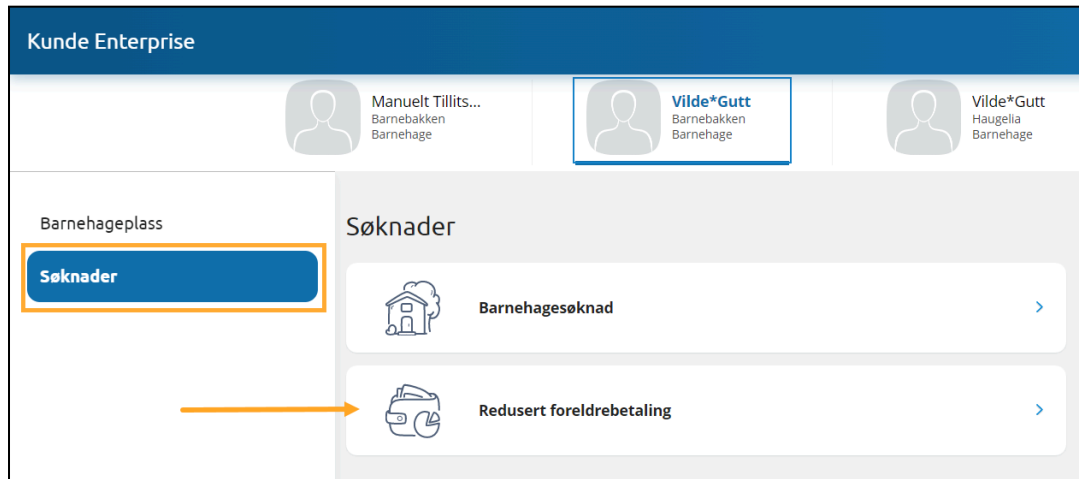 Kunde Enterprise
Manuelt Tillits...
Barnebakken
Barnehage
Vilde*Gutt
Barnebakken
Barnehage
Vilde*Gutt
Haugelia
Barnehage
Barnehageplass
Søknader
Søknader
Barnehagesøknad
Redusert foreldrebetaling